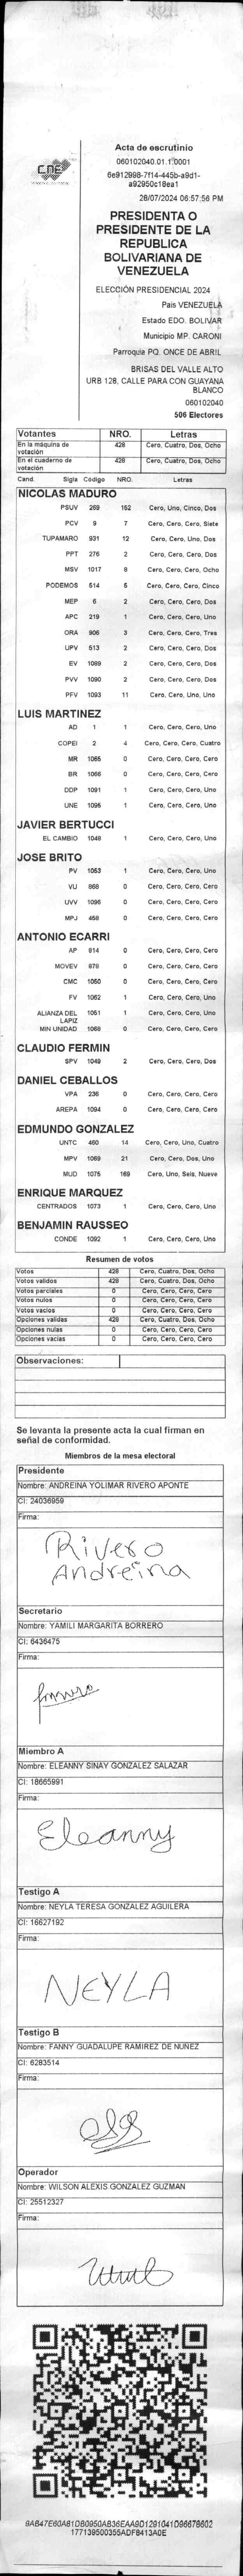 CNE
Acta de escrutinio
060102040.01.1.0001
6e912998-7f14-445b-a9d1-
a92950c18ea1
28/07/2024 06:57:56 PM
PRESIDENTA O
PRESIDENTE DE LA
REPUBLICA
BOLIVARIANA DE
VENEZUELA
ELECCIÓN PRESIDENCIAL 2024
Pais VENEZUELA
Estado EDO. BOLIVAR
Municipio MP. CARONI
Parroquia PQ. ONCE DE ABRIL
BRISAS DEL VALLE ALTO
URB 128, CALLE PARA CON GUAYANA
BLANCO
060102040
506 Electores
Votantes NRO. Letras
En la máquina de votación 428 Cero, Cuatro, Dos, Ocho
En el cuaderno de votación 428 Cero, Cuatro, Dos, Ocho
Cand. Sigla Código NRO. Letras
NICOLAS MADURO
PSUV 269 152 Cero, Uno, Cinco, Dos
PCV 9 7 Cero, Cero, Cero, Siete
TUPAMARO 931 12 Cero, Cero, Uno, Dos
PPT 276 2 Cero, Cero, Cero, Dos
MSV 1017 8 Cero, Cero, Cero, Ocho
PODEMOS 514 5 Cero, Cero, Cero, Cinco
MEP 6 2 Cero, Cero, Cero, Dos
APC 219 1 Cero, Cero, Cero, Uno
ORA 906 3 Cero, Cero, Cero, Tres
UPV 513 2 Cero, Cero, Cero, Dos
EV 1089 2 Cero, Cero, Cero, Dos
PVV 1090 2 Cero, Cero, Cero, Dos
PFV 1093 11 Cero, Cero, Uno, Uno
LUIS MARTINEZ
AD 1 1 Cero, Cero, Cero, Uno
COPEI 2 4 Cero, Cero, Cero, Cuatro
MR 1065 0 Cero, Cero, Cero, Cero
BR 1066 0 Cero, Cero, Cero, Cero
DDP 1091 1 Cero, Cero, Cero, Uno
UNE 1095 1 Cero, Cero, Cero, Uno
JAVIER BERTUCCI
EL CAMBIO 1048 1 Cero, Cero, Cero, Uno
JOSE BRITO
PV 1053 1 Cero, Cero, Cero, Uno
VU 868 0 Cero, Cero, Cero, Cero
UVV 1096 0 Cero, Cero, Cero, Cero
MPJ 458 0 Cero, Cero, Cero, Cero
ANTONIO ECARRI
AP 814 0 Cero, Cero, Cero, Cero
MOVEV 878 0 Cero, Cero, Cero, Cero
CMC 1050 0 Cero, Cero, Cero, Cero
FV 1062 1 Cero, Cero, Cero, Uno
ALIANZA DEL LAPIZ 1051 1 Cero, Cero, Cero, Uno
MIN UNIDAD 1068 0 Cero, Cero, Cero, Cero
CLAUDIO FERMIN
SPV 1049 2 Cero, Cero, Cero, Dos
DANIEL CEBALLOS
VPA 236 0 Cero, Cero, Cero, Cero
AREPA 1094 0 Cero, Cero, Cero, Cero
EDMUNDO GONZALEZ
UNTC 460 14 Cero, Cero, Uno, Cuatro
MPV 1069 21 Cero, Cero, Dos, Uno
MUD 1075 169 Cero, Uno, Seis, Nueve
ENRIQUE MARQUEZ
CENTRADOS 1073 1 Cero, Cero, Cero, Uno
BENJAMIN RAUSSEO
CONDE 1092 1 Cero, Cero, Cero, Uno
Resumen de votos
Votos 428 Cero, Cuatro, Dos, Ocho
Votos validos 428 Cero, Cuatro, Dos, Ocho
Votos parciales 0 Cero, Cero, Cero, Cero
Votos nulos 0 Cero, Cero, Cero, Cero
Votos vacios 0 Cero, Cero, Cero, Cero
Opciones validas 428 Cero, Cuatro, Dos, Ocho
Opciones nulas 0 Cero, Cero, Cero, Cero
Opciones vacias 0 Cero, Cero, Cero, Cero
Observaciones:
Se levanta la presente acta la cual firman en
señal de conformidad.
Miembros de la mesa electoral
Presidente
Nombre: ANDREINA YOLIMAR RIVERO APONTE
CI: 24036959
Firma:
Rivero
Andreina
Secretario
Nombre: YAMILI MARGARITA BORRERO
CI: 6436475
Firma:
Miembro A
Nombre: ELEANNY SINAY GONZALEZ SALAZAR
CI: 18665991
Firma:
Eleanny
Testigo A
Nombre: NEYLA TERESA GONZALEZ AGUILERA
CI: 16627192
Firma:
NEYLA
Testigo B
Nombre: FANNY GUADALUPE RAMIREZ DE NUNEZ
CI: 6283514
Firma:
Operador
Nombre: WILSON ALEXIS GONZALEZ GUZMAN
CI: 25512327
Firma:
9AB47E60A81DB0950AB36EAA9D1291041D96678602
177139500355ADFB413A0E